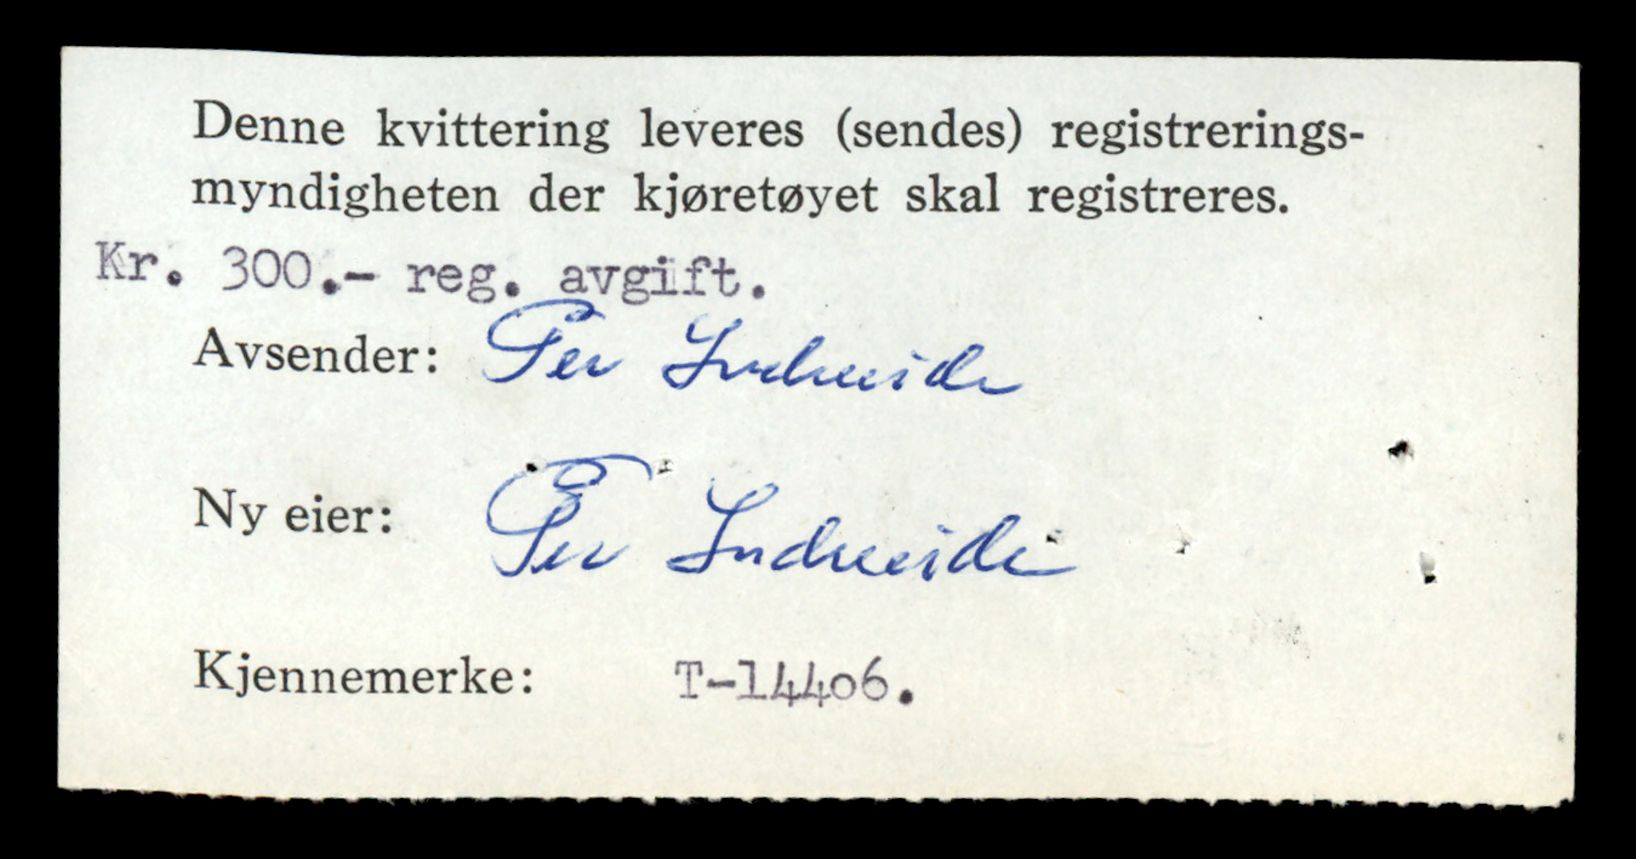 Denne kvittering leveres (sendes) registrerings-
myndigheten der kjøretøyet skal registreres.
Kr. 300.- reg. avgift.
Avsender: Per Indreeide
Ny eier: Per Indreeide
Kjennemerke: T-14406.